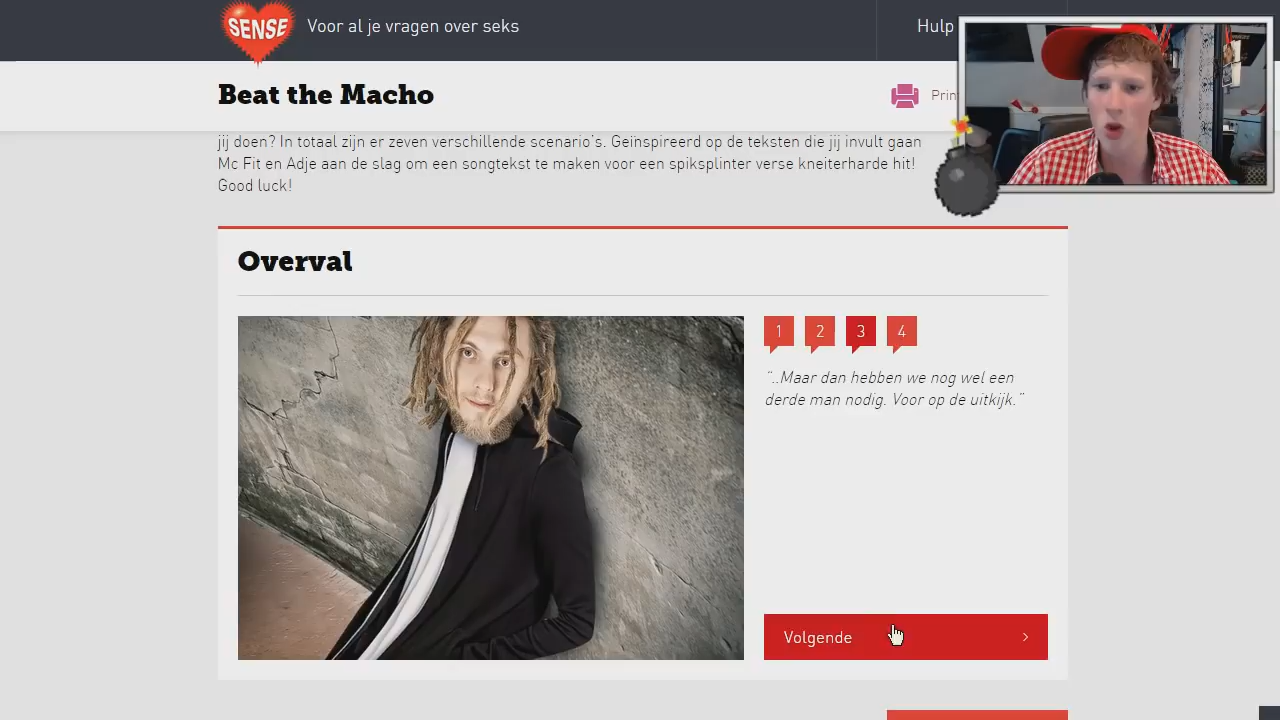 SENSE
Voor al je vragen over seks
Hulp
Beat the Macho
Prin
jij doen? In totaal zijn er zeven verschillende scenario's. Geïnspireerd op de teksten die jij invult gaan
Mc Fit en Adje aan de slag om een songtekst te maken voor een spiksplinter verse kneiterharde hit!
Good luck!
Overval
1 2 3 4
“..Maar dan hebben we nog wel een
derde man nodig. Voor op de uitkijk.”
Volgende